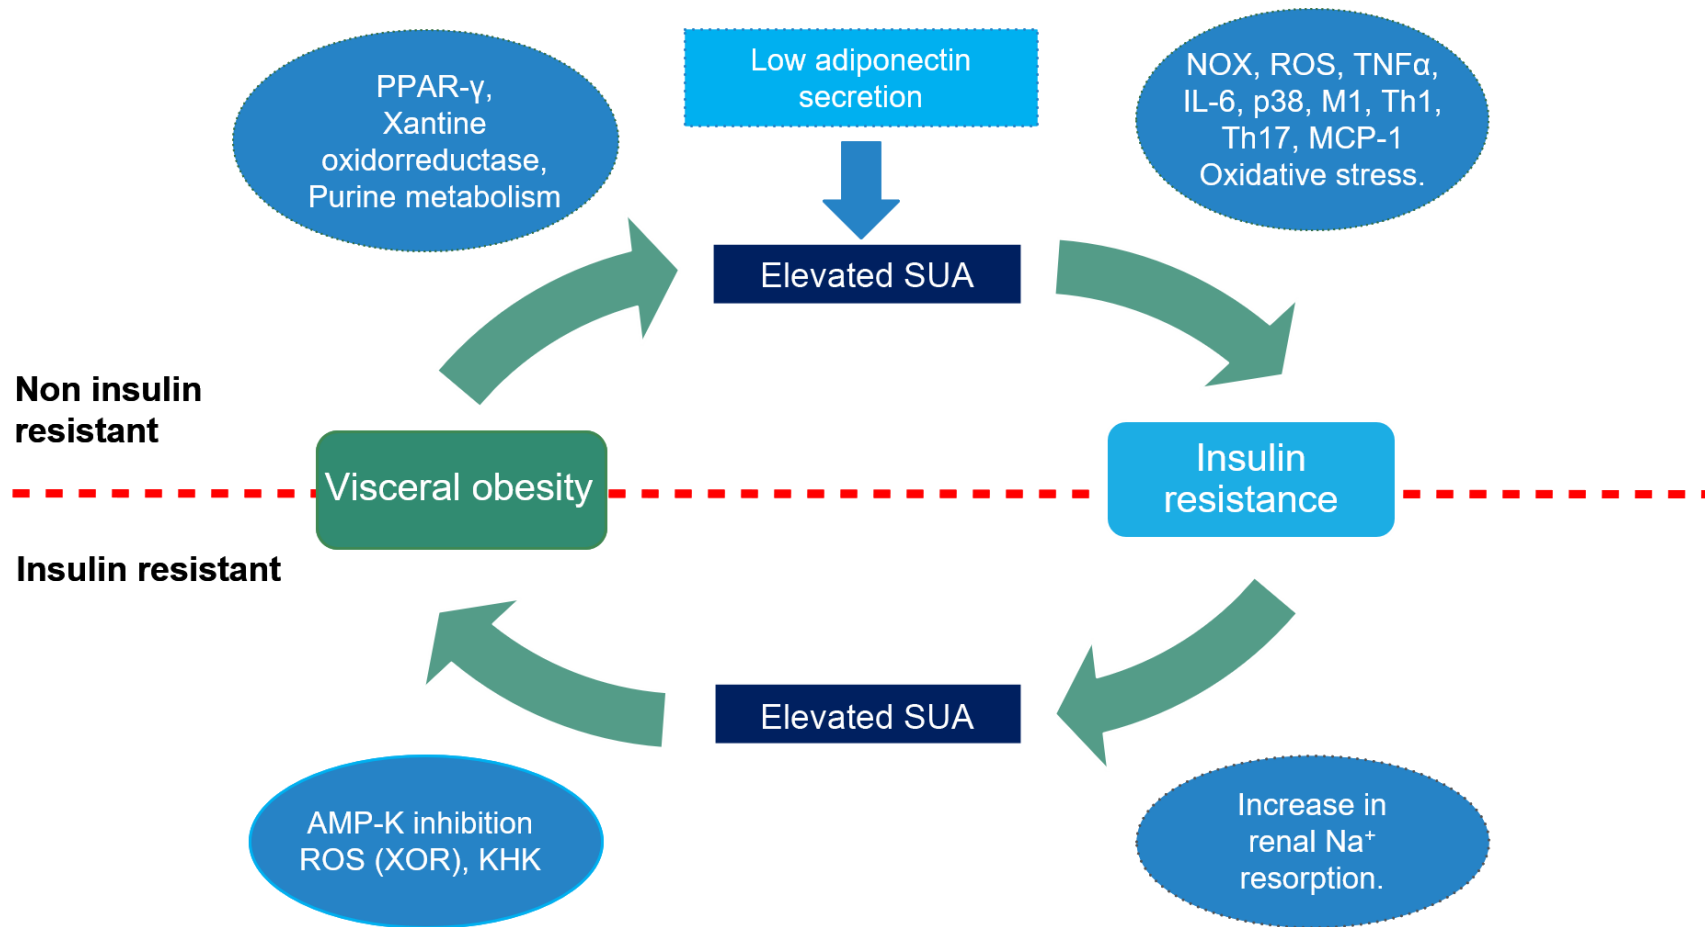 PPAR-γ,
Xantine
oxidorreductase,
Purine metabolism
Low adiponectin
secretion
NOX, ROS, TNFα,
IL-6, p38, M1, Th1,
Th17, MCP-1
Oxidative stress.
Elevated SUA
Non insulin
resistant
Visceral obesity
Insulin
resistance
Insulin resistant
Elevated SUA
AMP-K inhibition
ROS (XOR), KHK
Increase in
renal Na⁺
resorption.